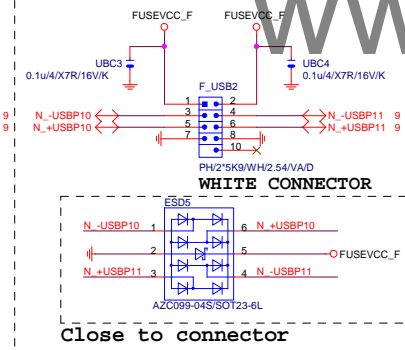 WW
FUSEVCC_F FUSEVCC_F
UBC3
0.1u/4/X7R/16V/K
UBC4
0.1u/4/X7R/16V/K
F_USB2
1 2
9 N_-USBP10 3 4 N_-USBP11 9
9 N_+USBP10 5 6 N_+USBP11 9
7 8
10
PH/2*5K9/WH/2.54/VA/D
WHITE CONNECTOR
ESD5
N_-USBP10 1 6 N_+USBP10
2 5 FUSEVCC_F
N_+USBP11 3 4 N_-USBP11
AZC099-04S/SOT23-6L
Close to connector